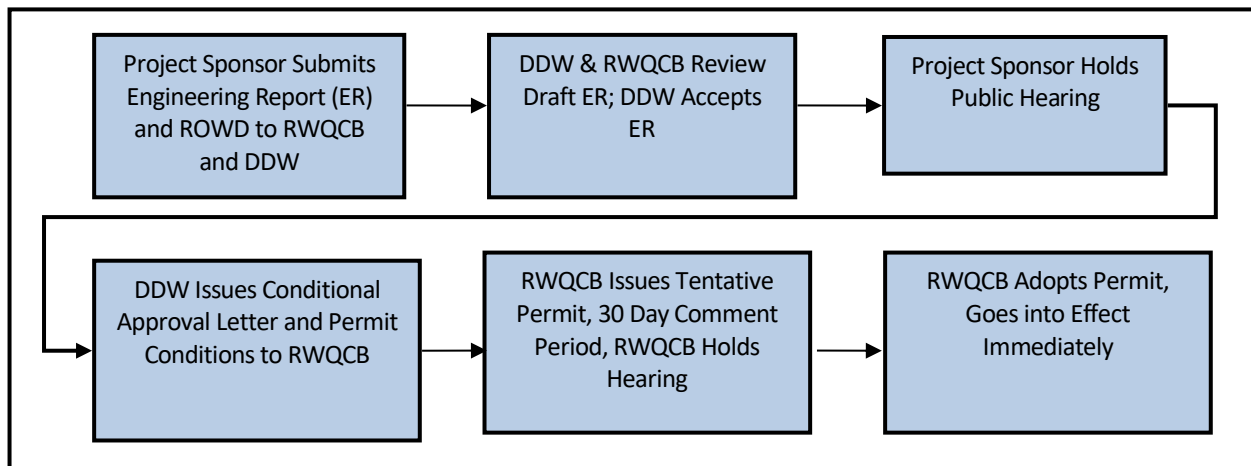 Project Sponsor Submits
Engineering Report (ER)
and ROWD to RWQCB
and DDW
DDW & RWQCB Review
Draft ER; DDW Accepts
ER
Project Sponsor Holds
Public Hearing
DDW Issues Conditional
Approval Letter and Permit
Conditions to RWQCB
RWQCB Issues Tentative
Permit, 30 Day Comment
Period, RWQCB Holds
Hearing
RWQCB Adopts Permit,
Goes into Effect
Immediately